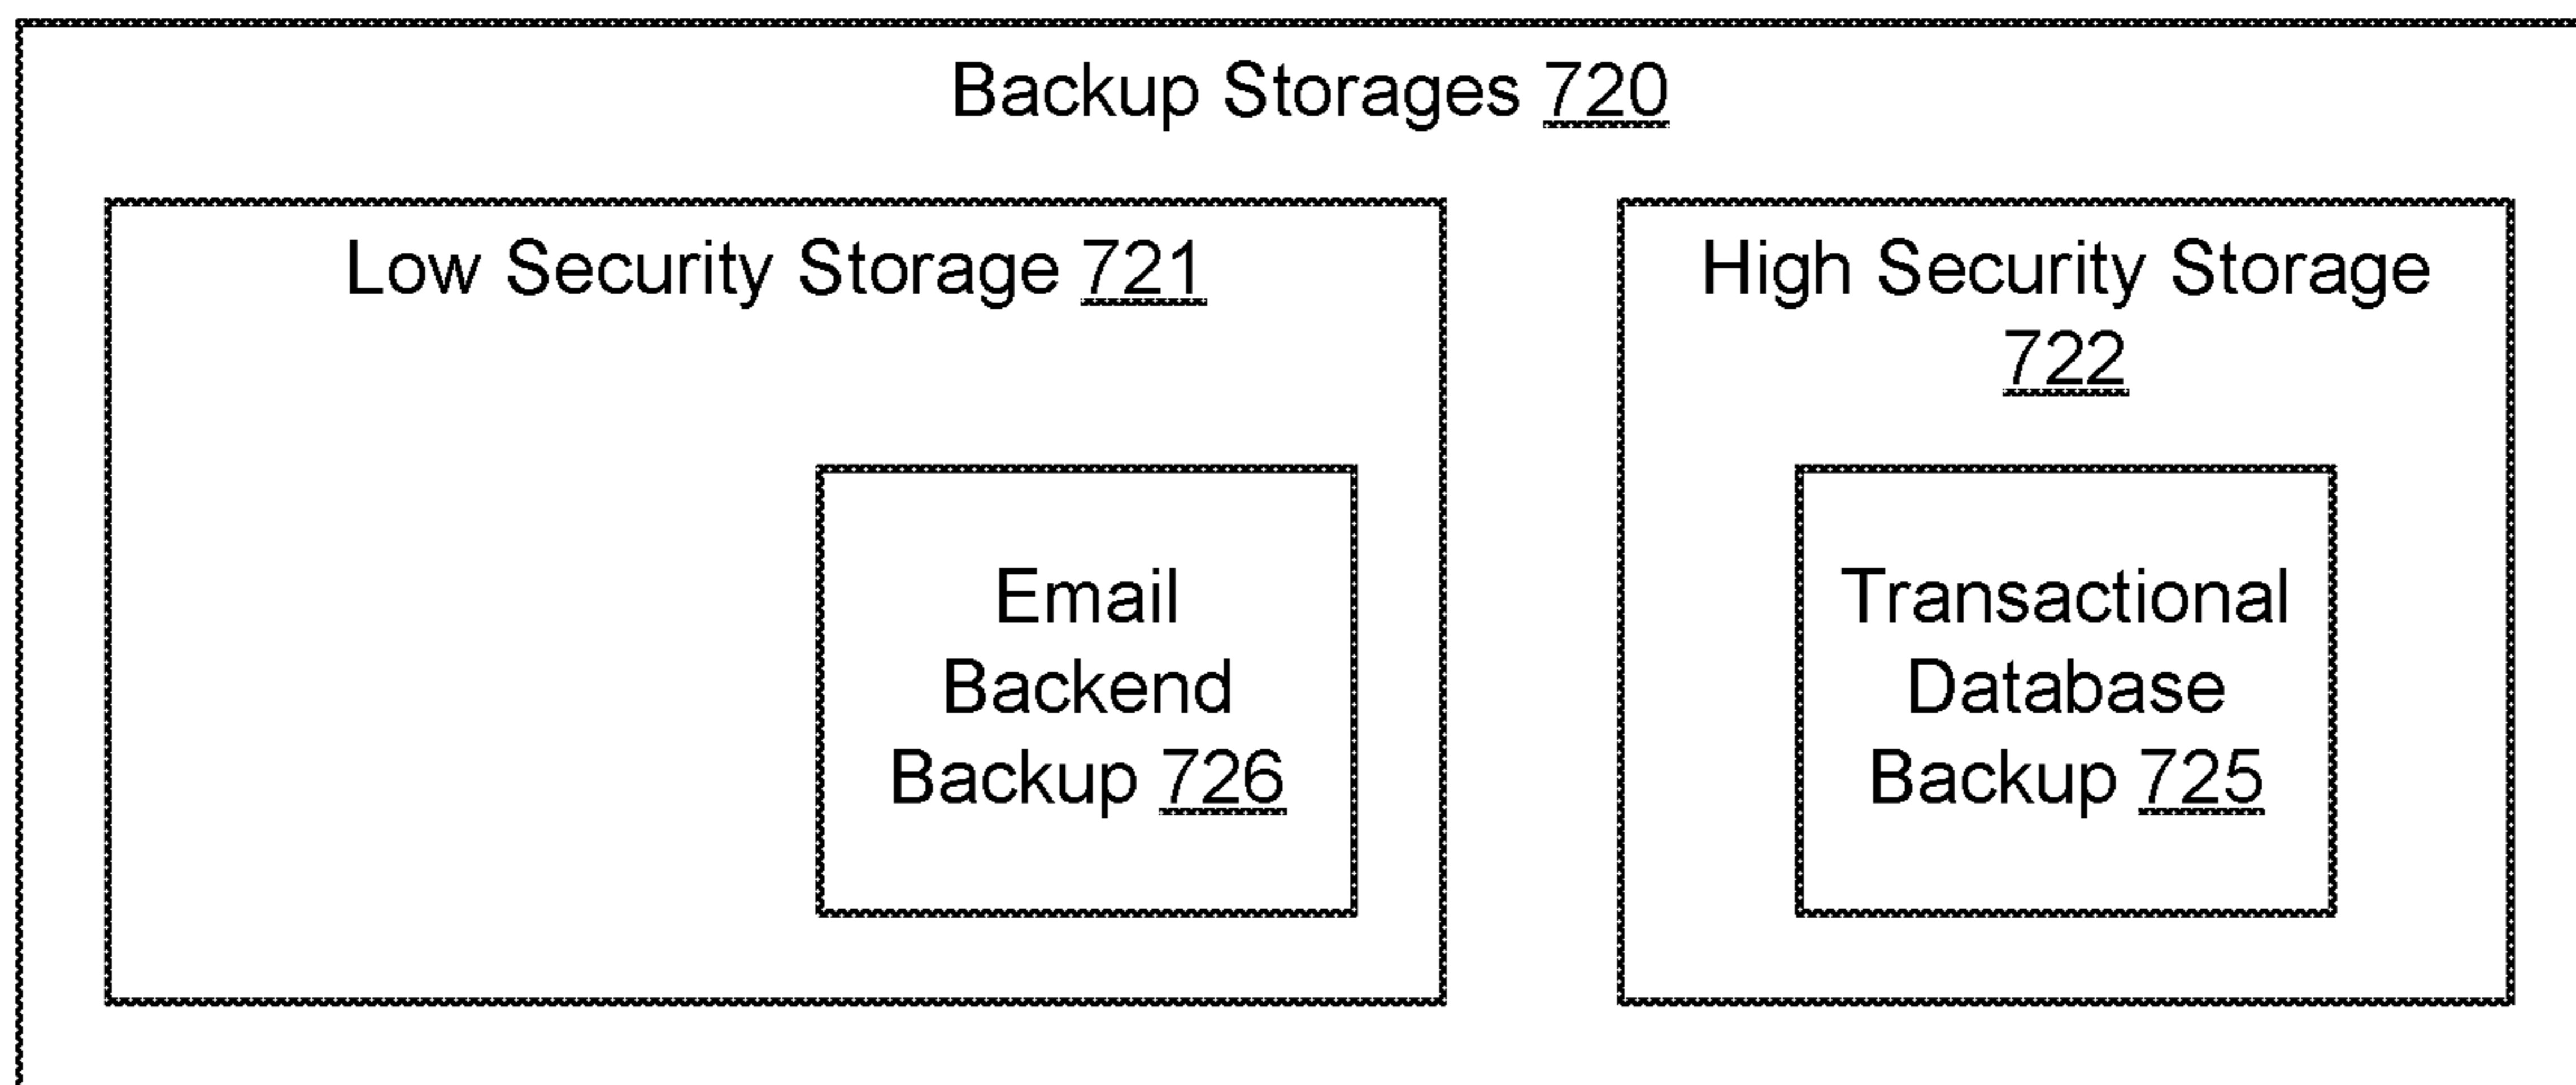 Backup Storages 720
Low Security Storage 721
High Security Storage
722
Email
Backend
Backup 726
Transactional
Database
Backup 725